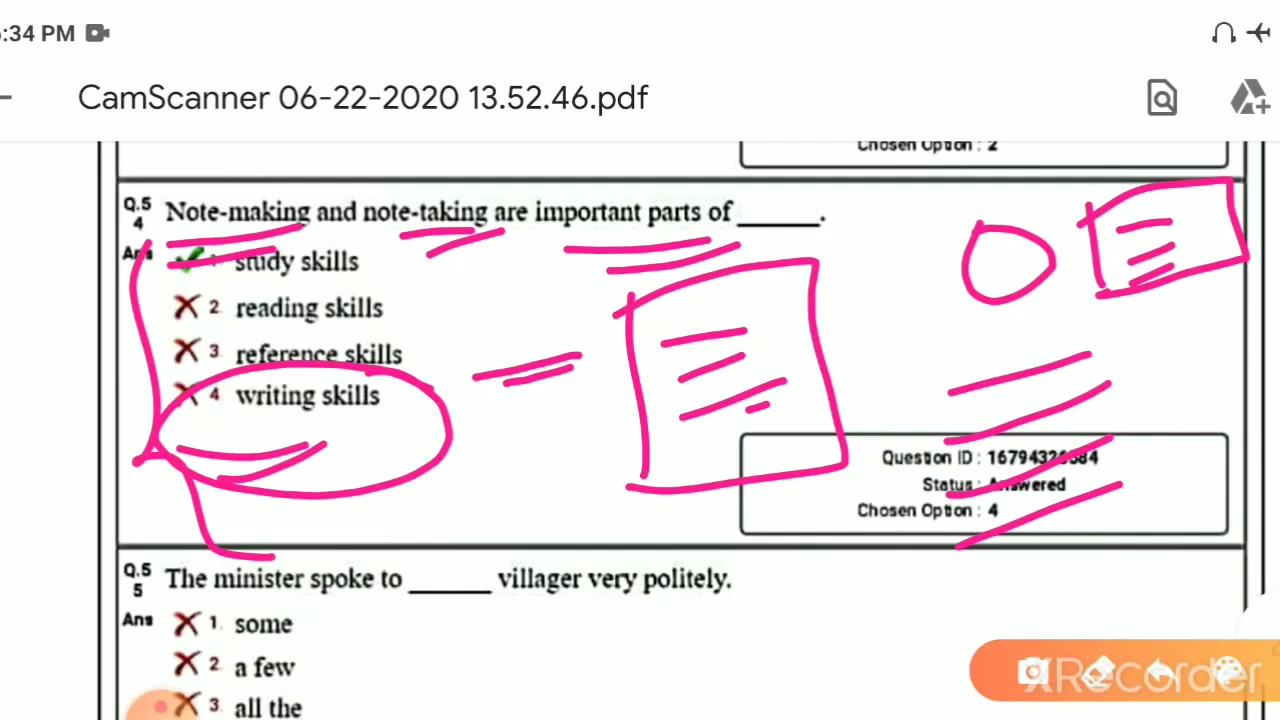 :34 PM
CamScanner 06-22-2020 13.52.46.pdf
Chosen Option : 2
Q.5
4
Note-making and note-taking are important parts of ______.
Ans
1. study skills
2. reading skills
3. reference skills
4. writing skills
Status : Answered
Question ID :
Chosen Option : 4
Q.5
5
The minister spoke to ______ villager very politely.
Ans
1. some
2. a few
3. all the
XRecorder